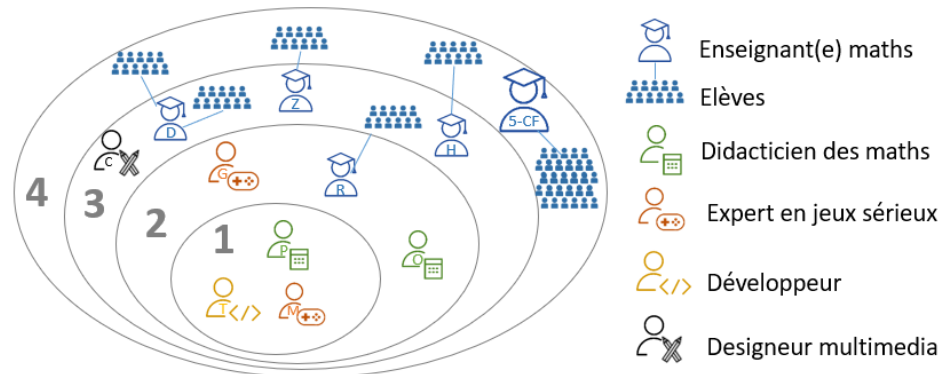 Z
D
5-CF
H
C
R
G
4
3
2
1
P
O
T
</>
M
Enseignant(e) maths
Elèves
Didacticien des maths
Expert en jeux sérieux
</>
Développeur
Designeur multimedia